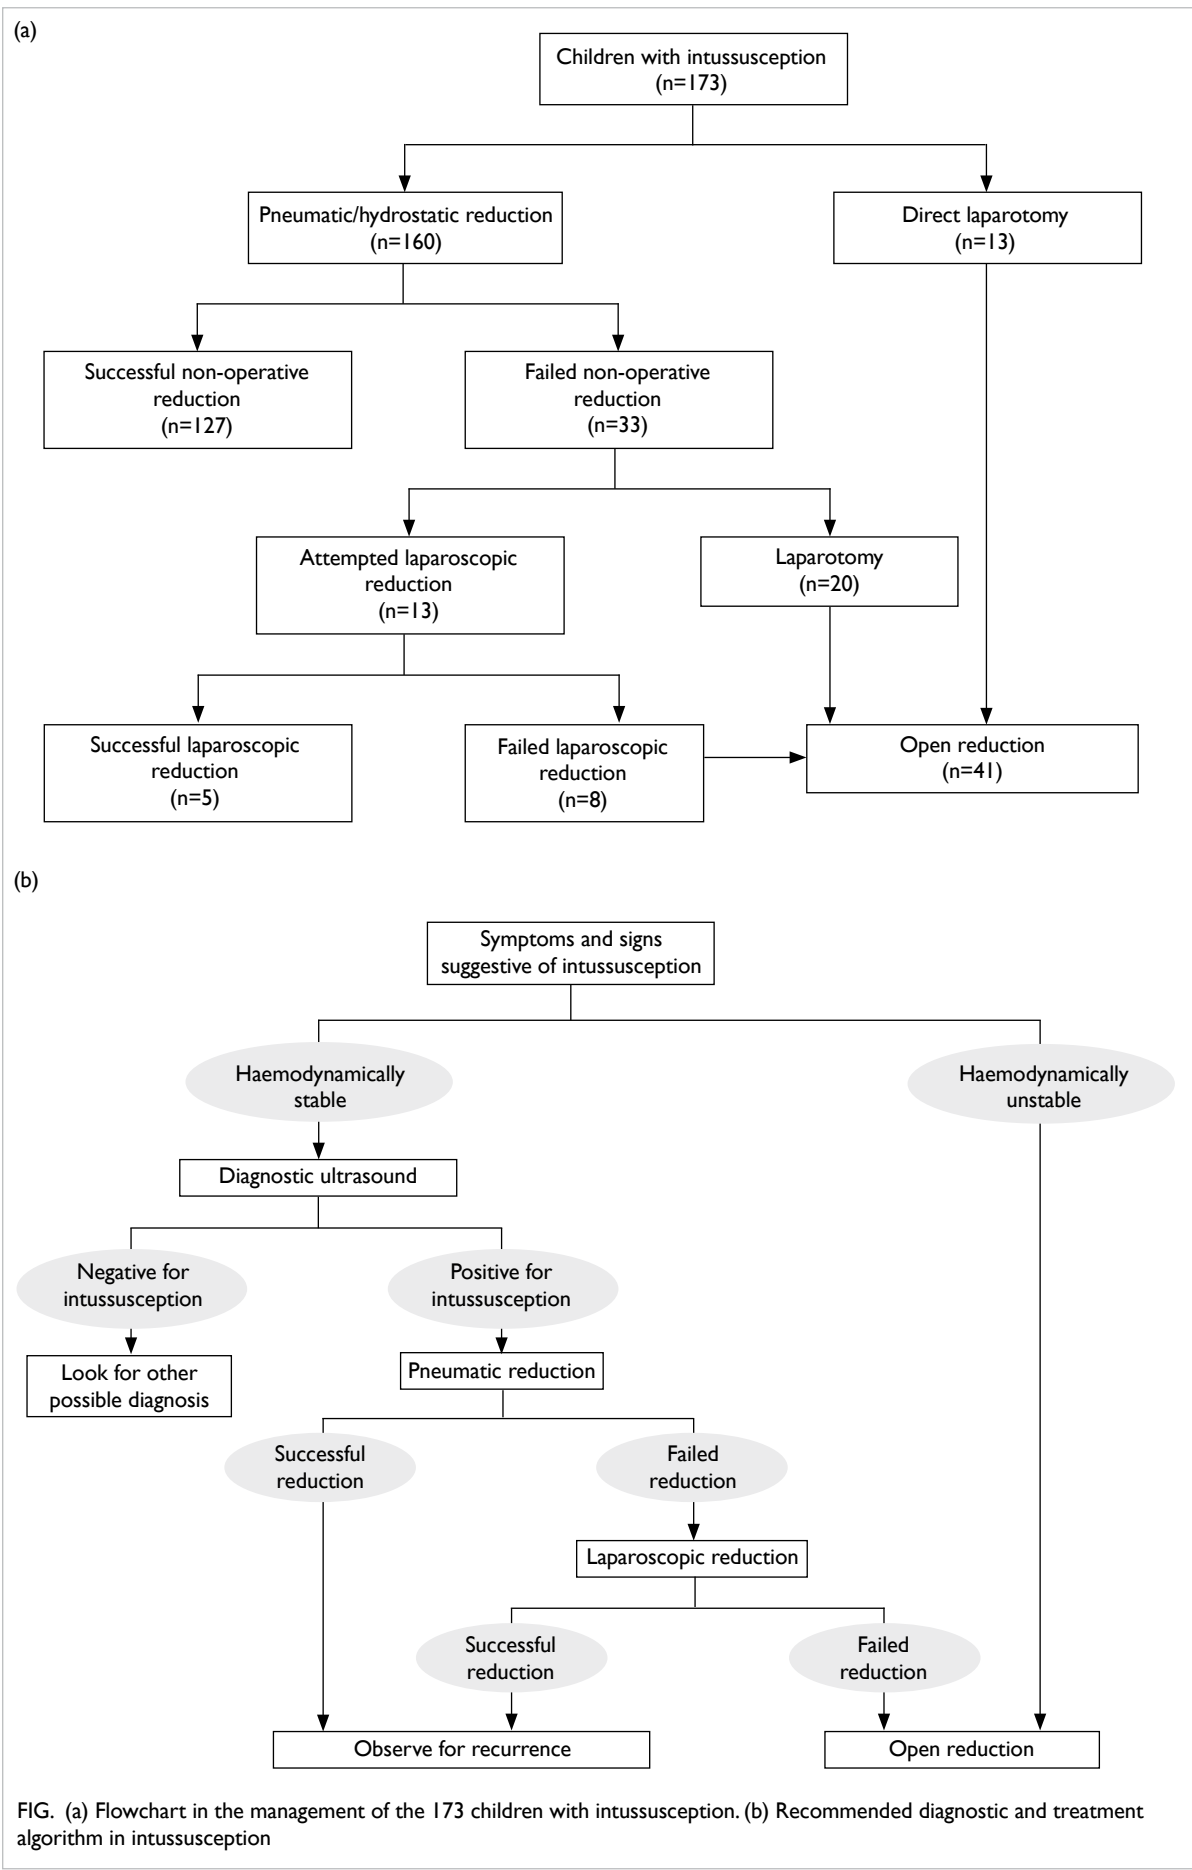 (a)
Children with intussusception
(n=173)
Pneumatic/hydrostatic reduction
(n=160)
Direct laparotomy
(n=13)
Successful non-operative
reduction
(n=127)
Failed non-operative
reduction
(n=33)
Attempted laparoscopic
reduction
(n=13)
Laparotomy
(n=20)
Successful laparoscopic
reduction
(n=5)
Failed laparoscopic
reduction
(n=8)
Open reduction
(n=41)
(b)
Symptoms and signs
suggestive of intussusception
Haemodynamically
stable
Haemodynamically
unstable
Diagnostic ultrasound
Negative for
intussusception
Positive for
intussusception
Look for other
possible diagnosis
Pneumatic reduction
Successful
reduction
Failed
reduction
Laparoscopic reduction
Successful
reduction
Failed
reduction
Observe for recurrence
Open reduction
FIG. (a) Flowchart in the management of the 173 children with intussusception. (b) Recommended diagnostic and treatment
algorithm in intussusception